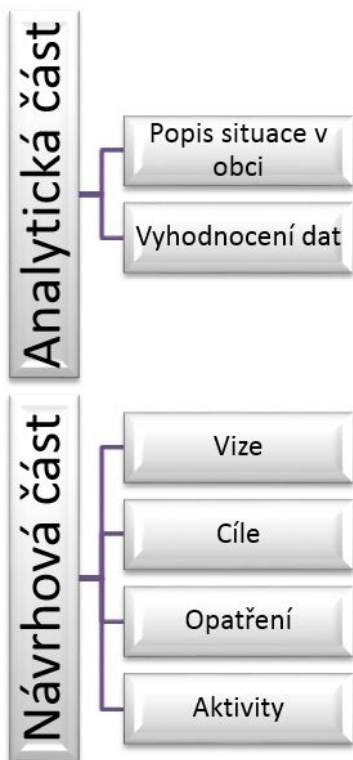 Analytická část
Popis situace v
obci
Vyhodnocení dat
Návrhová část
Vize
Cíle
Opatření
Aktivity